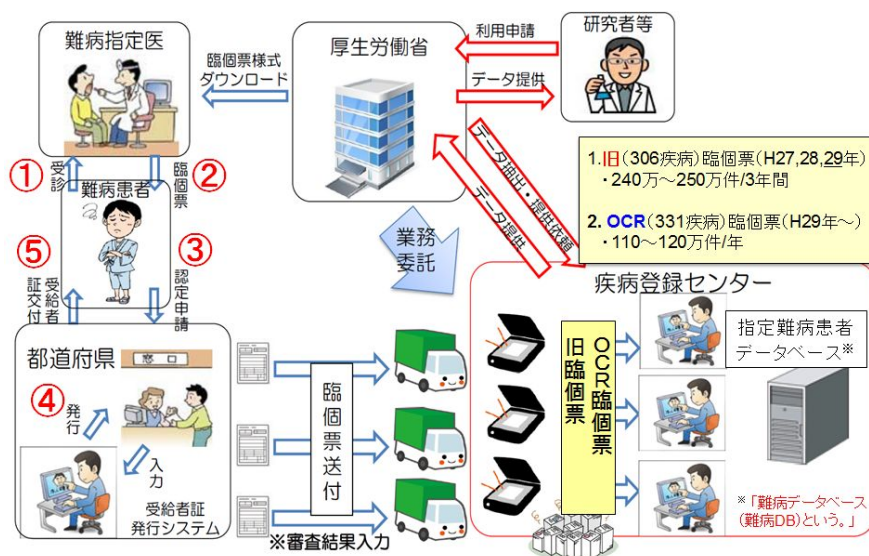 難病指定医
臨個票様式
ダウンロード
厚生労働省
利用申請
データ提供
研究者等
①
受診
臨個票
②
難病患者
データ抽出・提供依頼
データ提供
1.旧(306疾病)臨個票(H27,28,29年)
・240万～250万件/3年間
2. OCR(331疾病)臨個票(H29年～)
・110～120万件/年
⑤
受給者
証交付
③
認定申請
業務
委託
疾病登録センター
都道府県
窓口
④
発行
入力
受給者証
発行システム
臨個票送付
※審査結果入力
OCR臨個票
旧臨個票
指定難病患者
データベース※
※「難病データベース
(難病DB)という。」